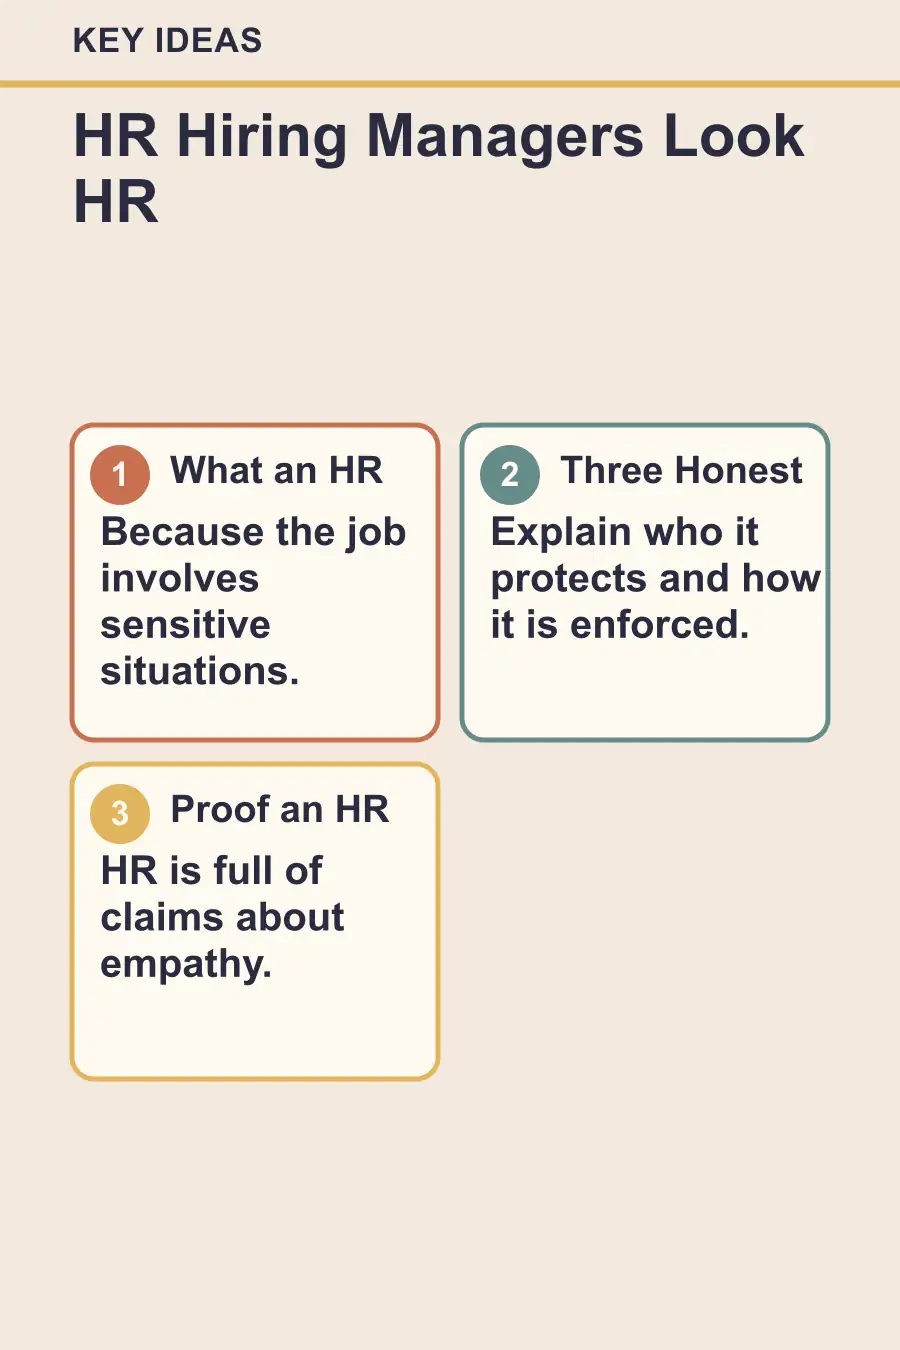 KEY IDEAS
HR Hiring Managers Look
HR
1 What an HR
Because the job
involves
sensitive
situations.
2 Three Honest
Explain who it
protects and how
it is enforced.
3 Proof an HR
HR is full of
claims about
empathy.